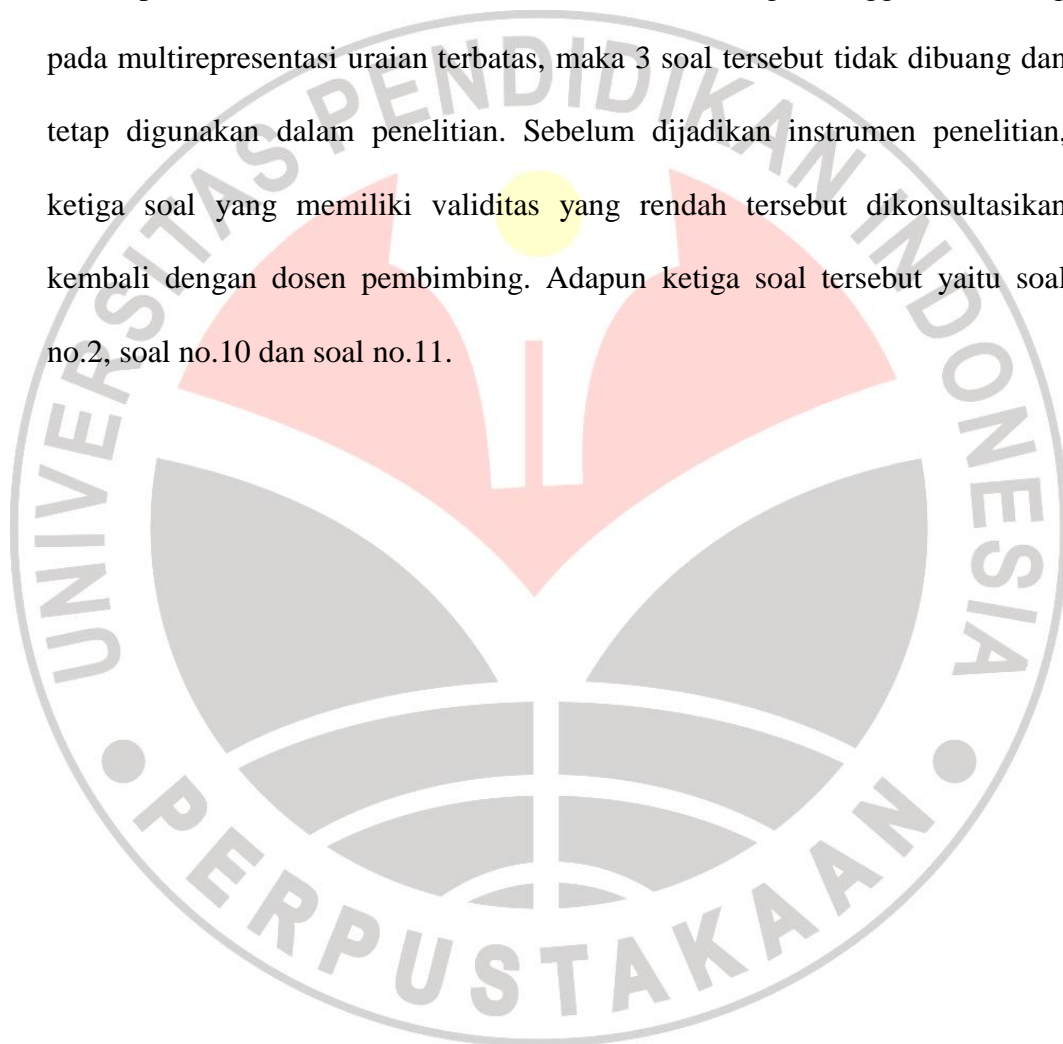 pada multirepresentasi uraian terbatas, maka 3 soal tersebut tidak dibuang dan
tetap digunakan dalam penelitian. Sebelum dijadikan instrumen penelitian,
ketiga soal yang memiliki validitas yang rendah tersebut dikonsultasikan
kembali dengan dosen pembimbing. Adapun ketiga soal tersebut yaitu soal
no.2, soal no.10 dan soal no.11.
UNIVERSITAS PENDIDIKAN INDONESIA
PERPUSTAKAAN